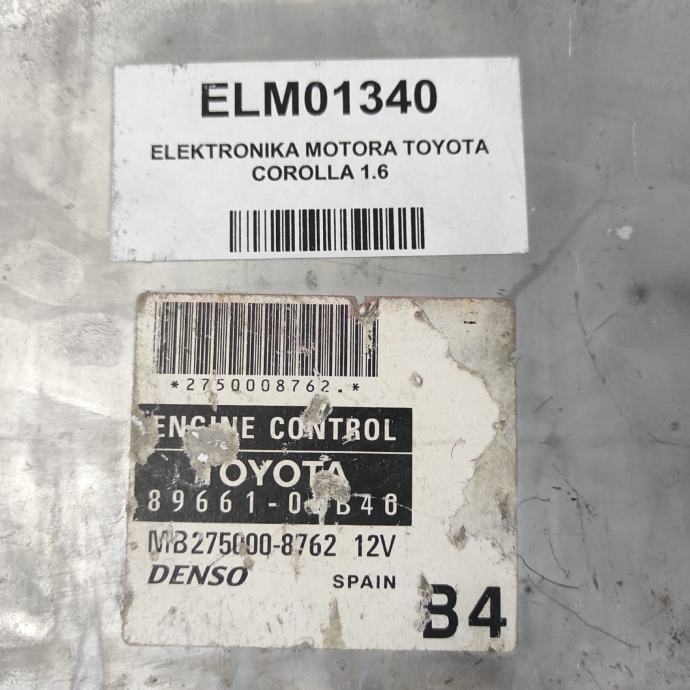 ELM01340
ELEKTRONIKA MOTORA TOYOTA
COROLLA 1.6
*2750008762.*
ENGINE CONTROL
TOYOTA
MB275000-8762 12V
DENSO SPAIN
B4